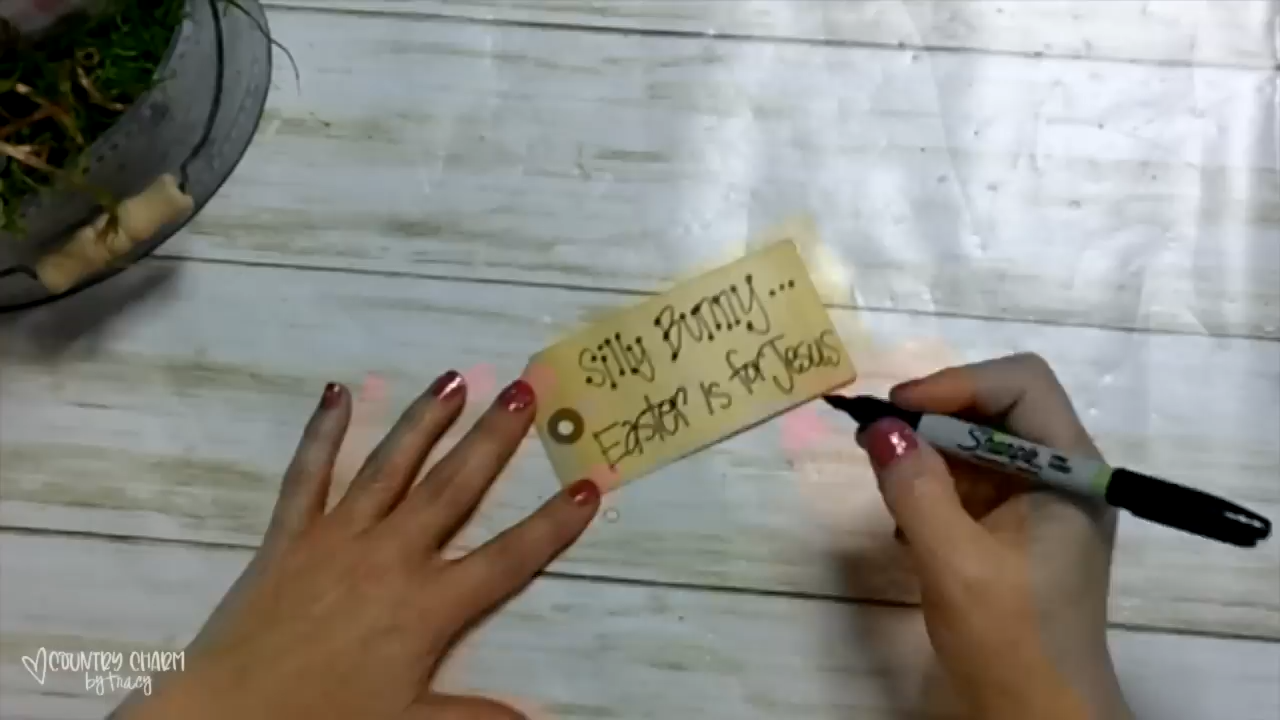 Silly Bunny...
Easter is for Jesus
Sharpie
COUNTRY CHARM
by tracy